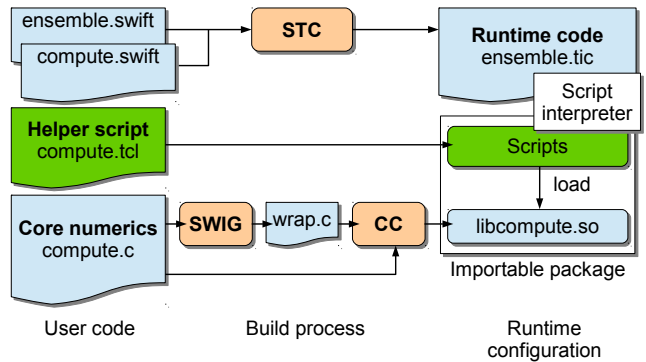 ensemble.swift
compute.swift
STC
Runtime code
ensemble.tic
Script
interpreter
Helper script
compute.tcl
Scripts
load
Core numerics
compute.c
SWIG
wrap.c
CC
libcompute.so
Importable package
User code
Build process
Runtime
configuration